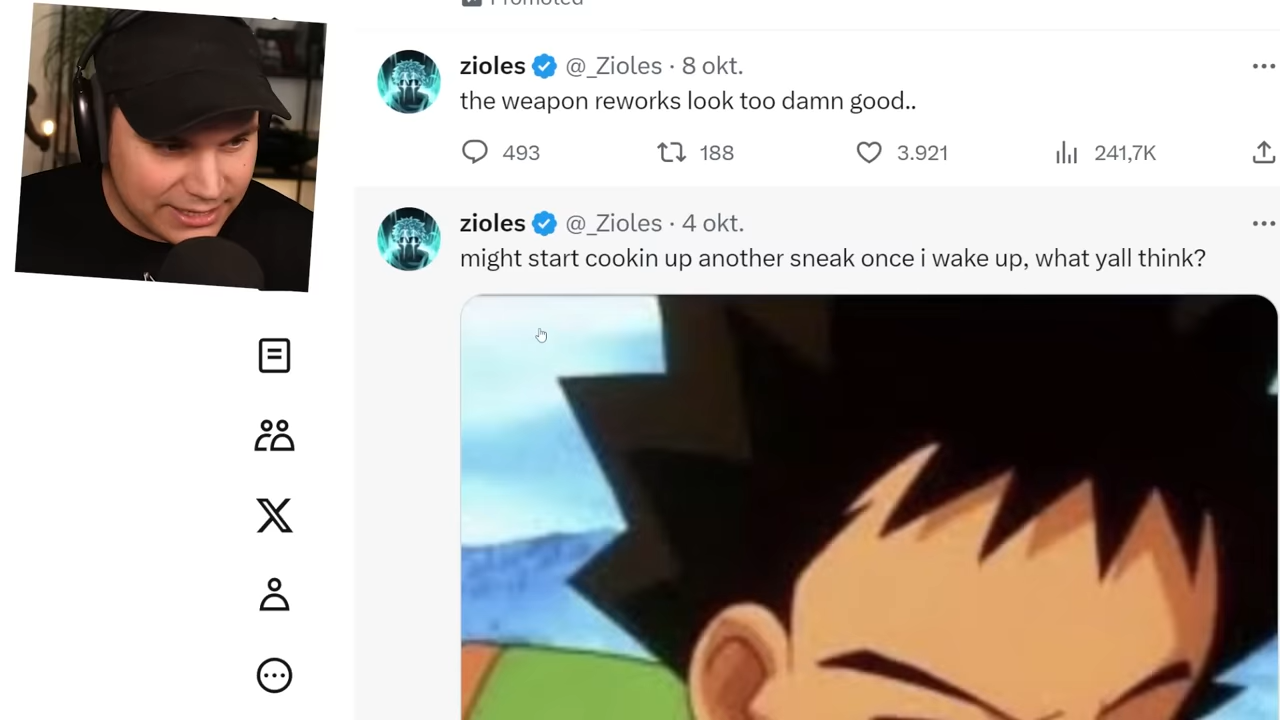 Promoted
zioles @_Zioles · 8 okt.
the weapon reworks look too damn good..
493 188 3.921 241,7K
zioles @_Zioles · 4 okt.
might start cookin up another sneak once i wake up, what yall think?